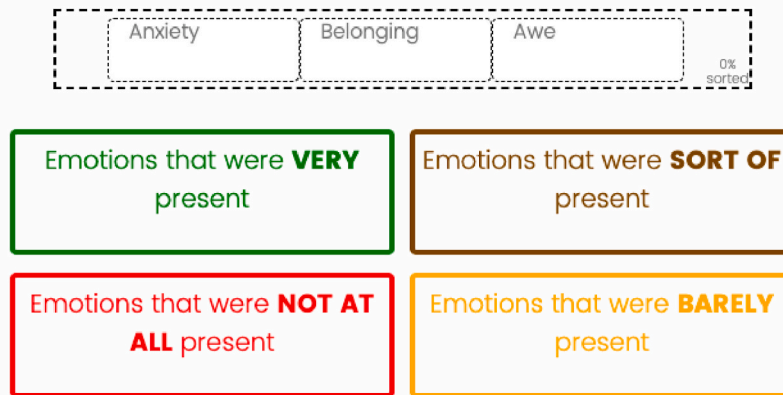 Anxiety
Belonging
Awe
0%
sorted
Emotions that were VERY
present
Emotions that were SORT OF
present
Emotions that were NOT AT
ALL present
Emotions that were BARELY
present